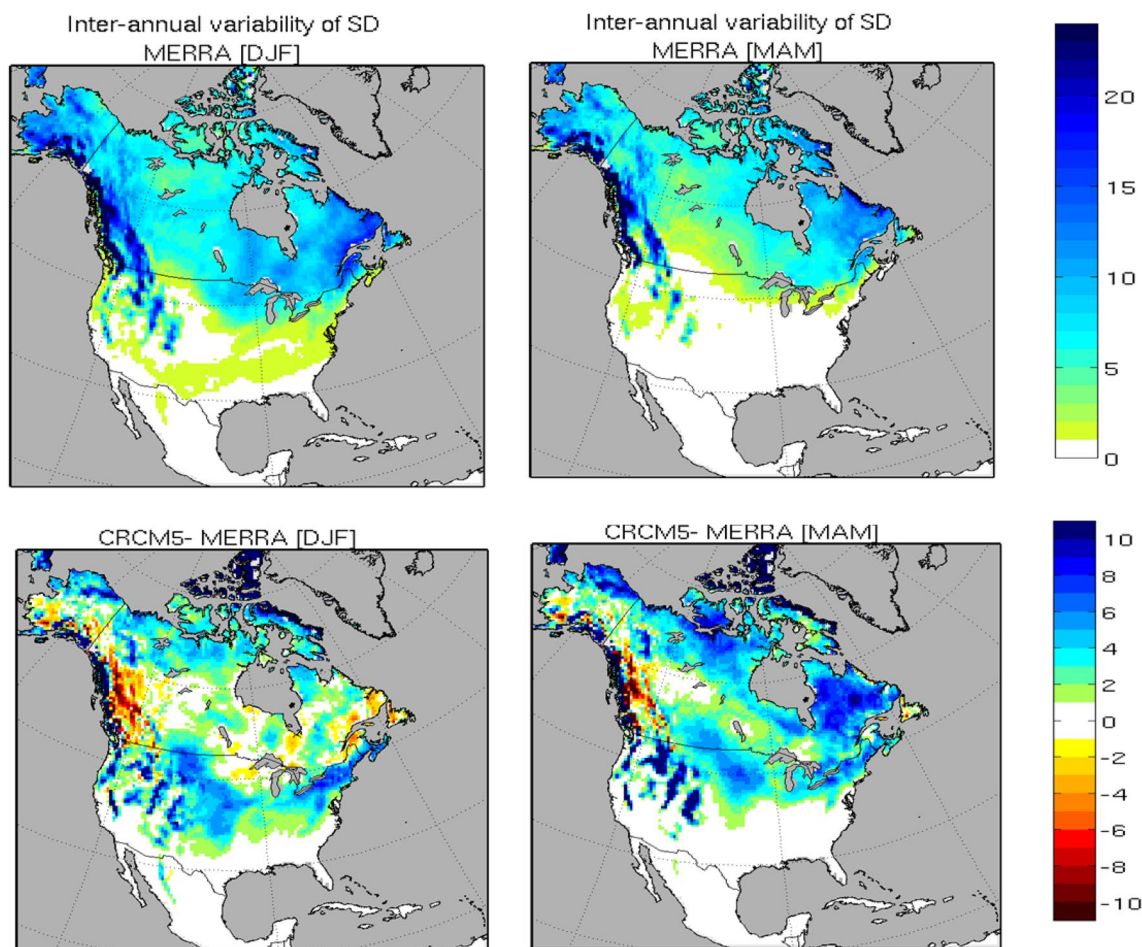 Inter-annual variability of SD
MERRA [DJF]
Inter-annual variability of SD
MERRA [MAM]
20
15
10
5
0
CRCM5- MERRA [DJF]
CRCM5- MERRA [MAM]
10
8
6
4
2
0
-2
-4
-6
-8
-10